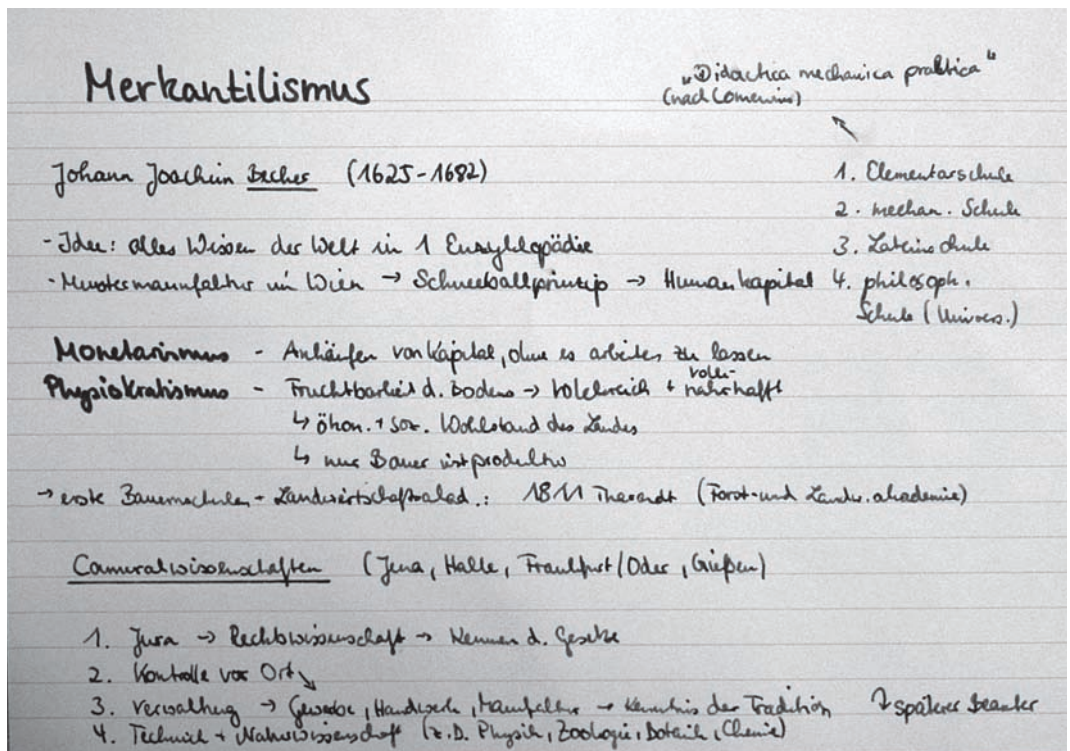 Merkantilismus
„Didactica mechanica praktica“
(nach Comenius)
Johann Joachim Becher (1625-1682)
1. Elementarschule
2. mechan. Schule
- Idee: alles Wissen der Welt in 1 Enzyklopädie
3. Lateinschule
- Mustermannfaktur in Wien → Schneeballprinzip → Humankapital
4. philosoph.
Schule (Univers.)
Monetarismus - Anhäufen von Kapital, ohne es arbeiten zu lassen
Physiokratismus - Fruchtbarkeit d. Bodens → volkreich + volk-nahrhaft
↳ ökon. + soz. Wohlstand des Landes
↳ nur Bauer ist produktiv
→ erste Bauernschulen + Landwirtschaftsakad.: 1811 Tharandt (Forst- und Landw.akademie)
Cameralwissenschaften (Jena, Halle, Frankfurt/Oder, Gießen)
1. Jura → Rechtswissenschaft → Kennen d. Gesetze
2. Kontrolle vor Ort ↘
3. Verwaltung → Gewerbe, Handwerk, Manufaktur → Kenntnis der Tradition
späterer Beamter
4. Technik + Naturwissenschaft (z.B. Physik, Zoologie, Botanik, Chemie)